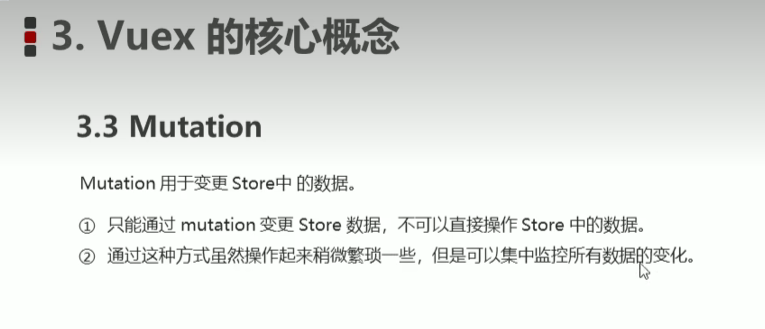 3. Vuex 的核心概念
3.3 Mutation
Mutation 用于变更 Store中 的数据。
① 只能通过 mutation 变更 Store 数据，不可以直接操作 Store 中的数据。
② 通过这种方式虽然操作起来稍微繁琐一些，但是可以集中监控所有数据的变化。